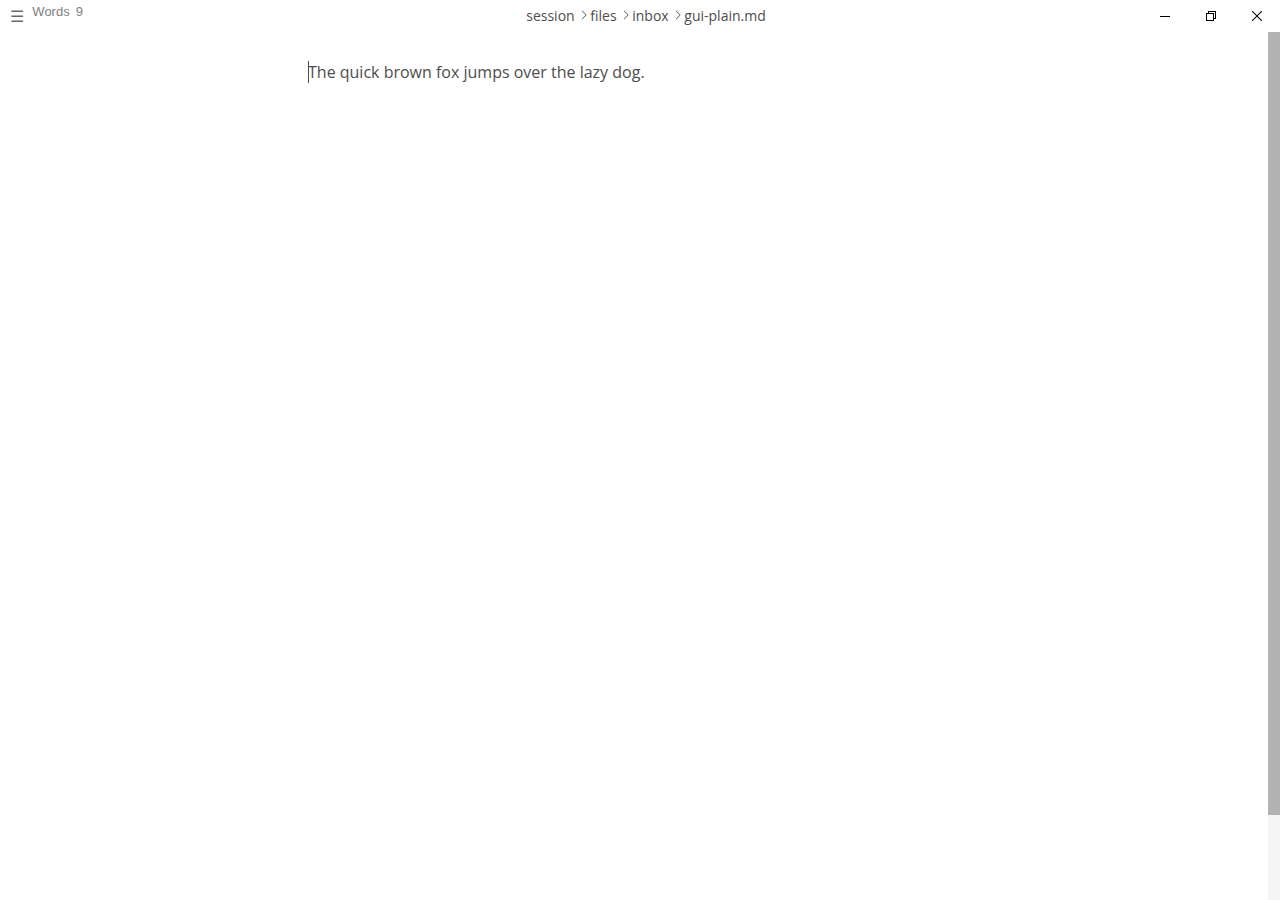 ☰ Words 9
session > files > inbox > gui-plain.md
The quick brown fox jumps over the lazy dog.